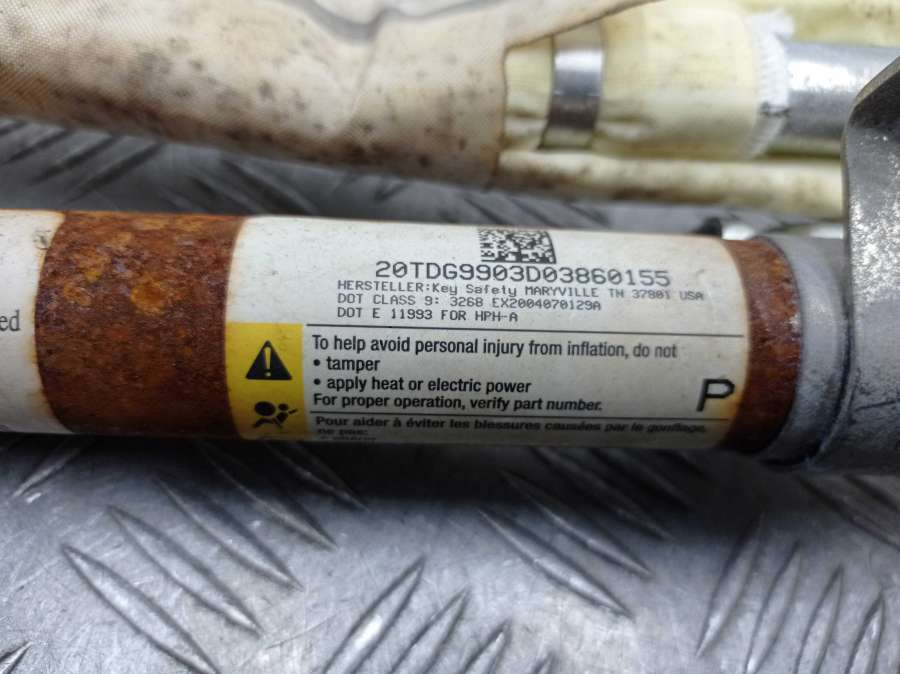 20TDG9903D03860155
HERSTELLER:Key Safety MARYVILLE TN 37801 USA
DOT CLASS 9: 3268 EX2004070129A
DOT E 11993 FOR HPH-A
ed
To help avoid personal injury from inflation, do not
• tamper
• apply heat or electric power
For proper operation, verify part number.
P
Pour aider à éviter les blessures causées par le gonflage,
ne pas: